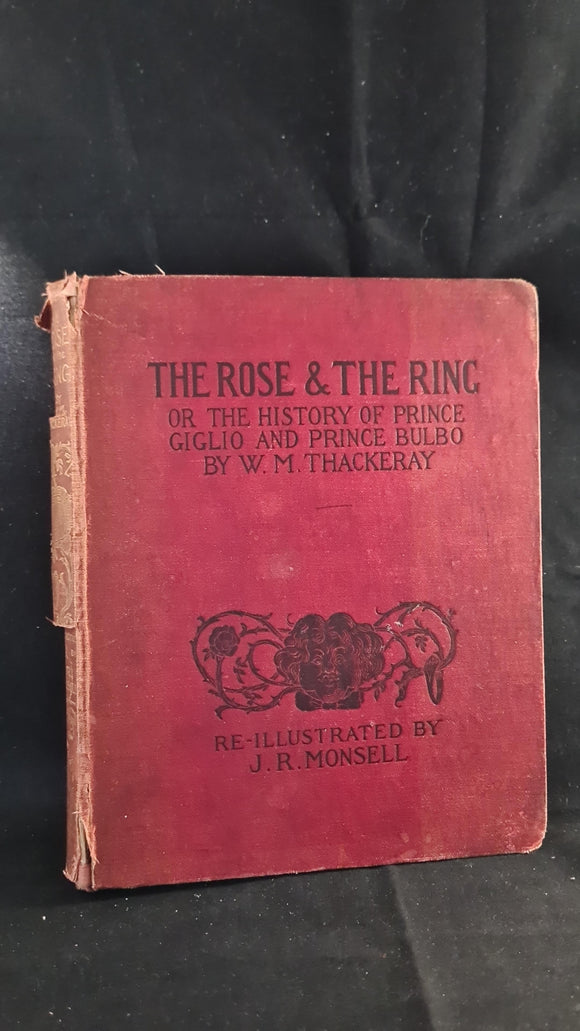 THE ROSE & THE RING
OR THE HISTORY OF PRINCE
GIGLIO AND PRINCE BULBO
BY W. M. THACKERAY
RE-ILLUSTRATED BY
J. R. MONSELL